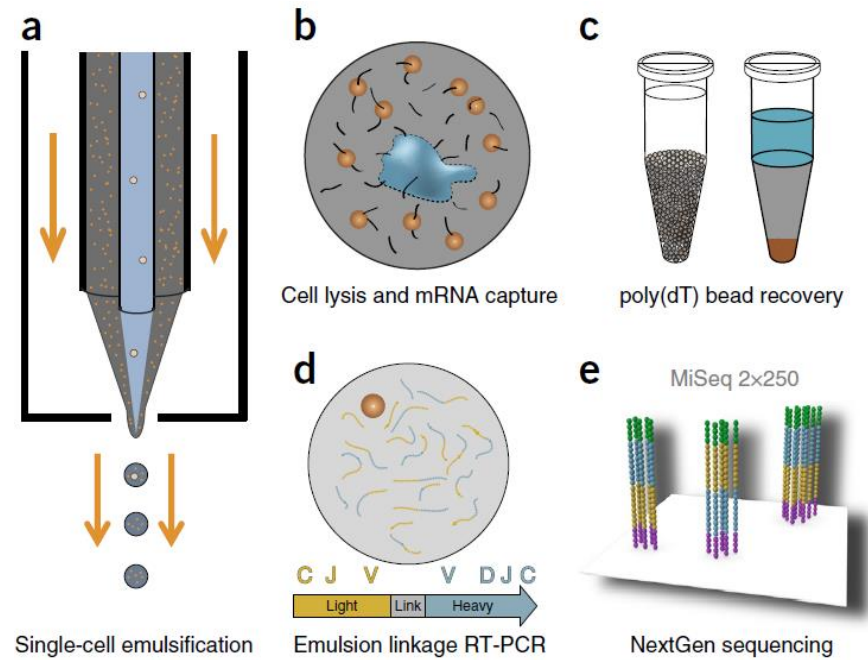 a
Single-cell emulsification
b
Cell lysis and mRNA capture
c
poly(dT) bead recovery
d
C J V V D J C
Light Link Heavy
Emulsion linkage RT-PCR
e
MiSeq 2×250
NextGen sequencing